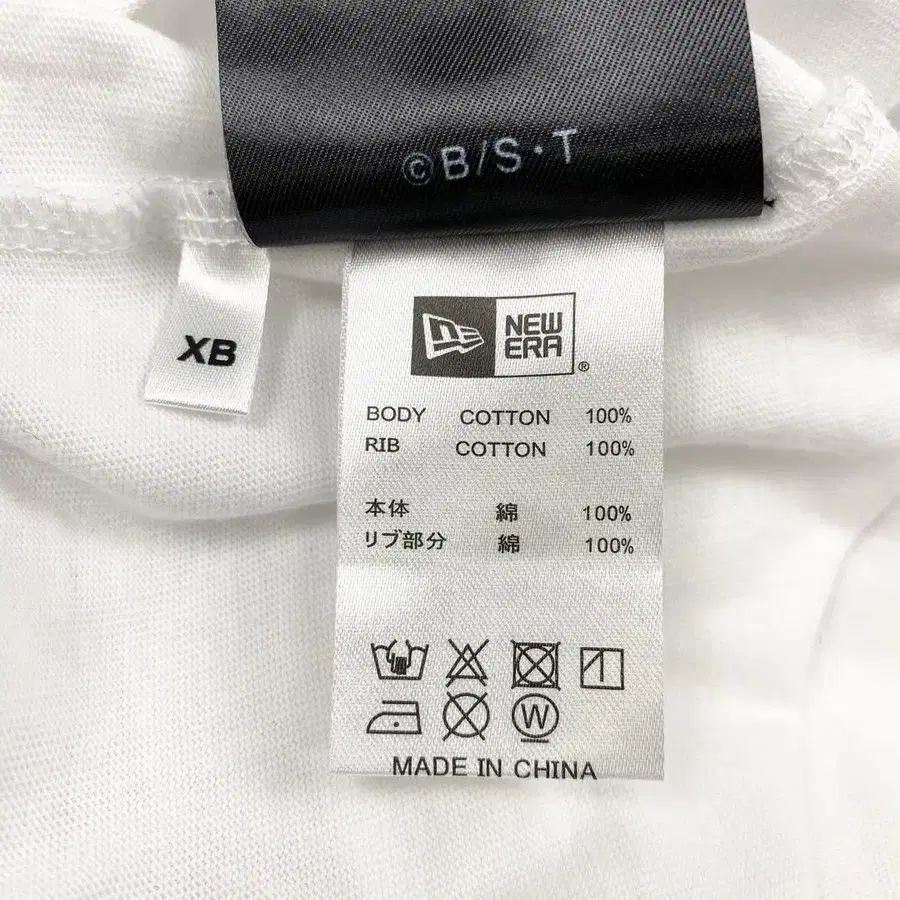 ©B/S·T
XB
NE NEW
ERA®
BODY COTTON 100%
RIB COTTON 100%
本体 綿 100%
リブ部分 綿 100%
W
MADE IN CHINA